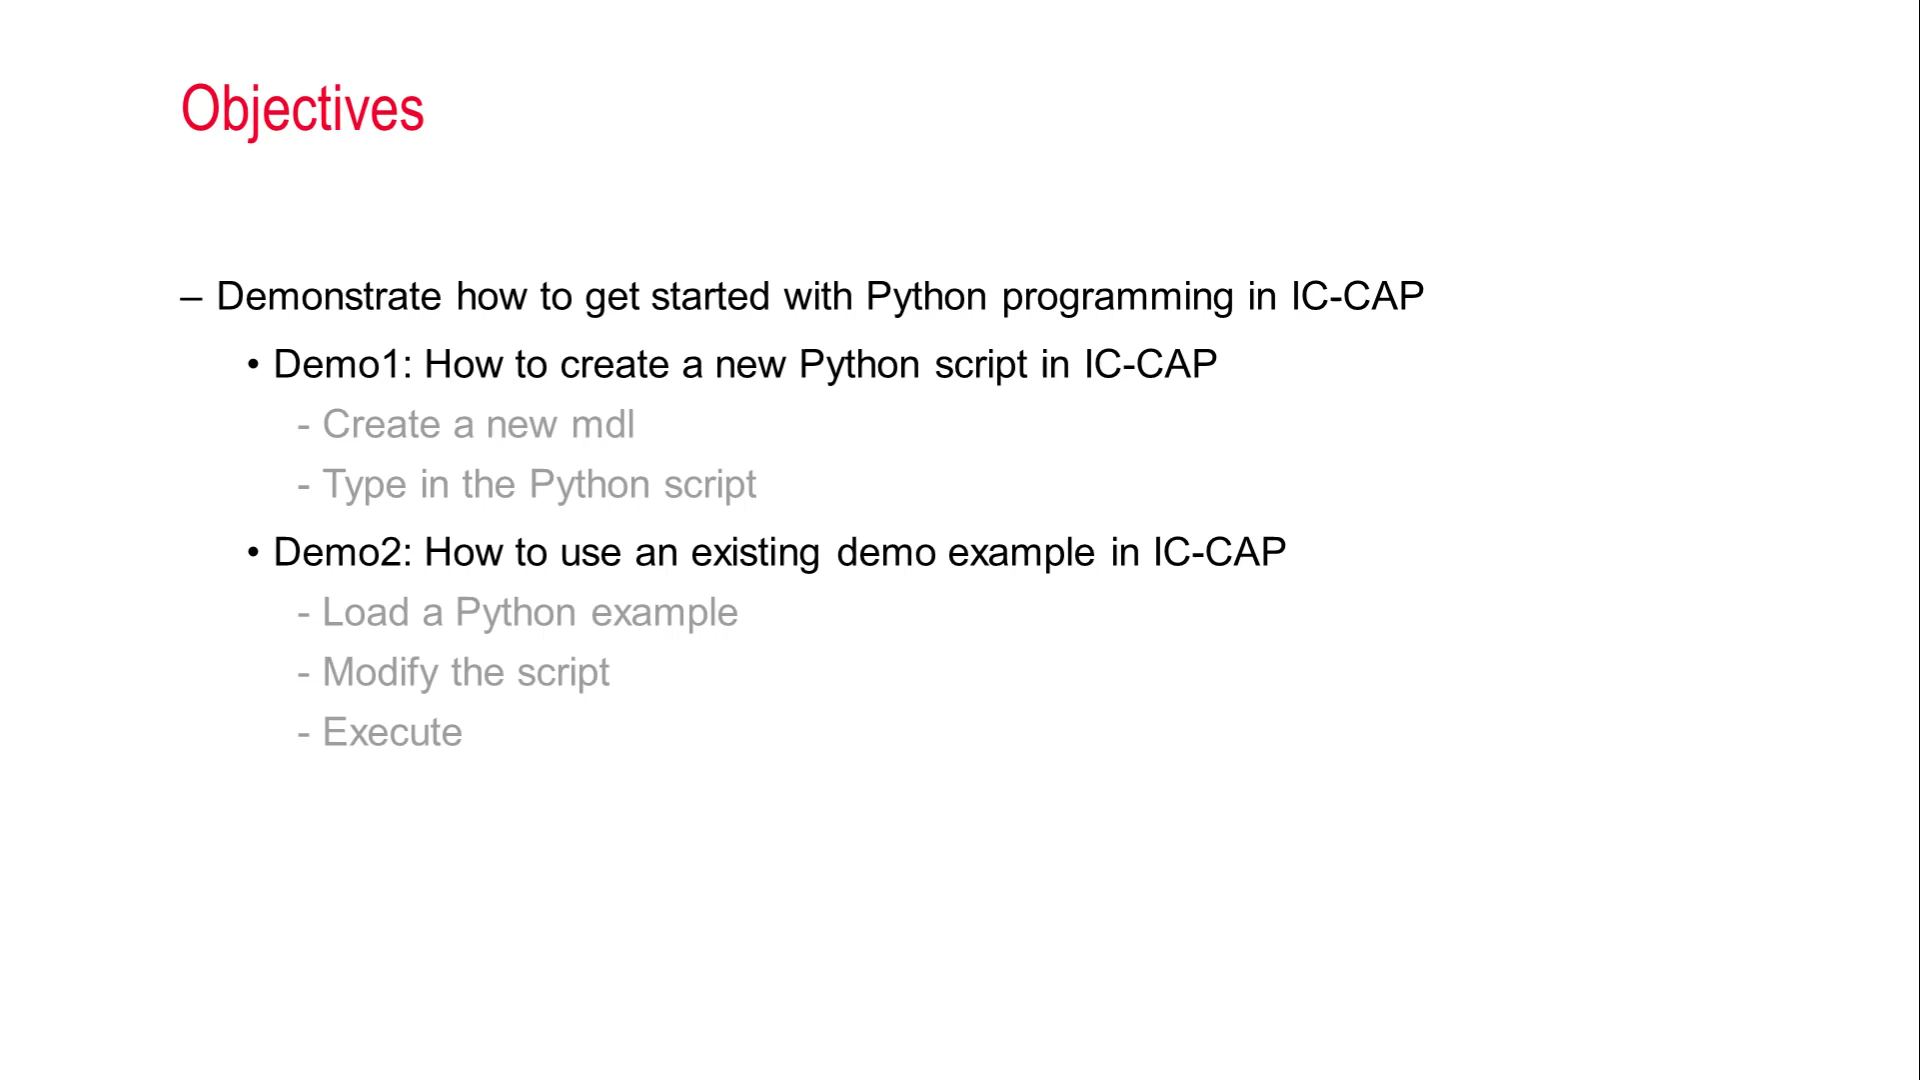 Objectives
– Demonstrate how to get started with Python programming in IC-CAP
• Demo1: How to create a new Python script in IC-CAP
- Create a new mdl
- Type in the Python script
• Demo2: How to use an existing demo example in IC-CAP
- Load a Python example
- Modify the script
- Execute